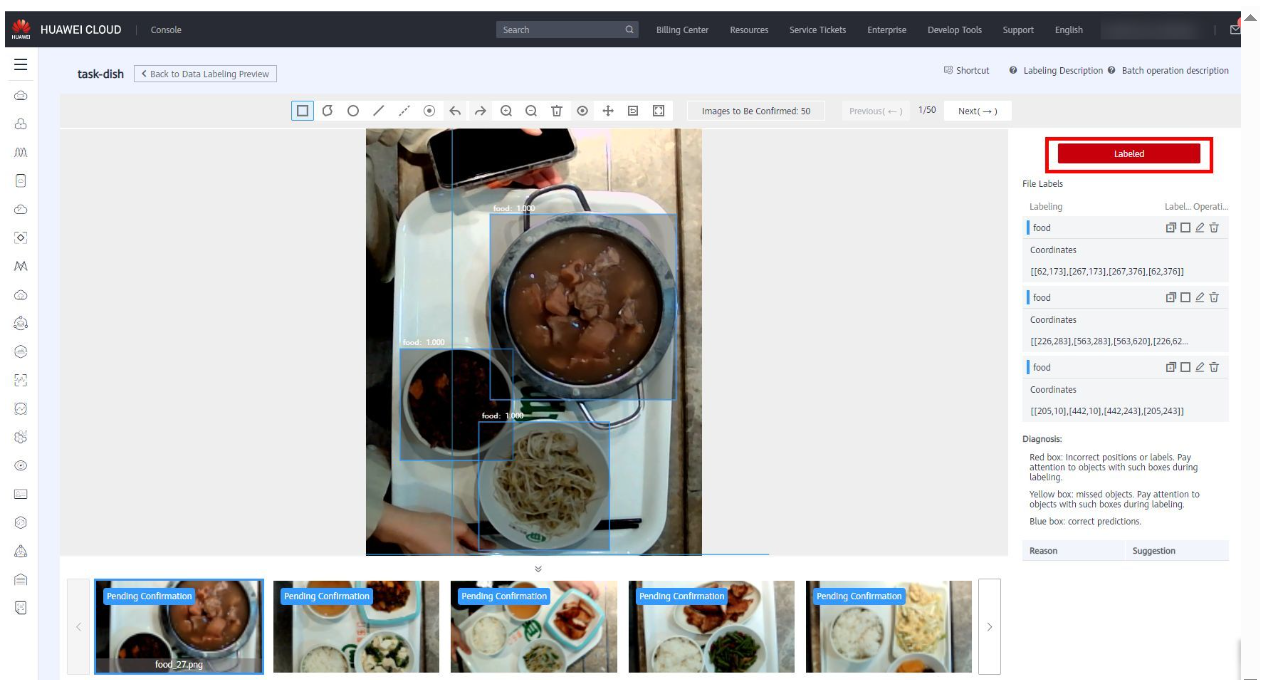 HUAWEI
HUAWEI CLOUD
Console
Search
Billing Center
Resources
Service Tickets
Enterprise
Develop Tools
Support
English
task-dish
Back to Data Labeling Preview
Shortcut
Labeling Description
Batch operation description
Images to Be Confirmed: 50
Previous( ← )
1/50
Next( → )
Labeled
File Labels
Labeling
Label...
Operati...
food
Coordinates
[[62,173],[267,173],[267,376],[62,376]]
food
Coordinates
[[226,283],[563,283],[563,620],[226,62...
food
Coordinates
[[205,10],[442,10],[442,243],[205,243]]
Diagnosis:
Red box: Incorrect positions or labels. Pay
attention to objects with such boxes during
labeling.
Yellow box: missed objects. Pay attention to
objects with such boxes during labeling.
Blue box: correct predictions.
Reason
Suggestion
food: 1.000
food: 1.000
food: 1.000
Pending Confirmation
food_27.png
Pending Confirmation
Pending Confirmation
Pending Confirmation
Pending Confirmation